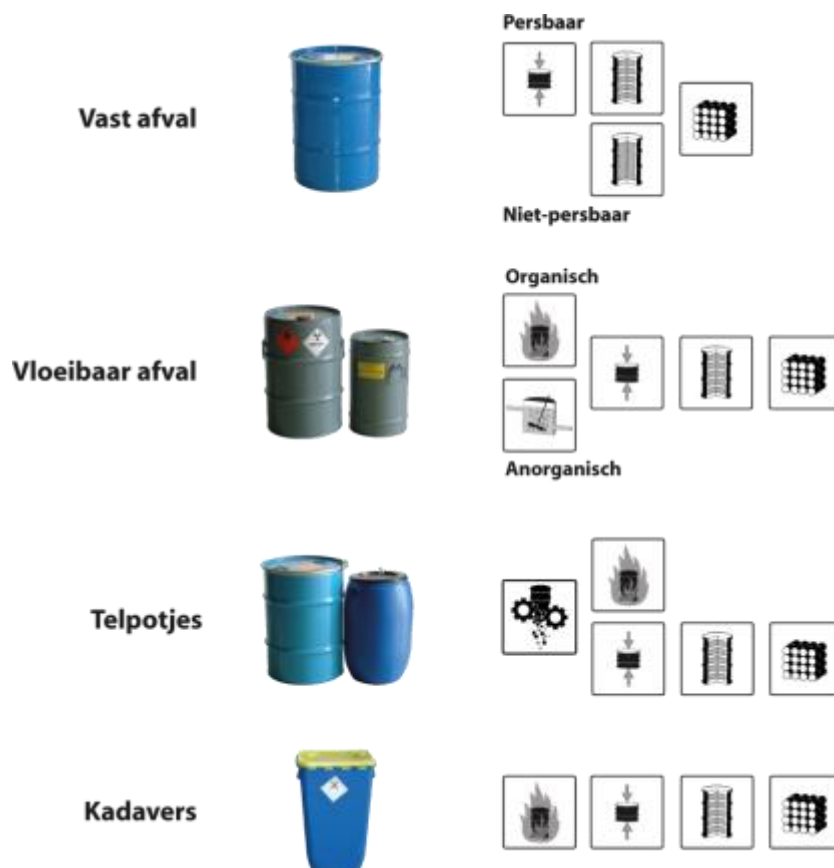 Persbaar
Vast afval
Niet-persbaar
Organisch
Vloeibaar afval
Anorganisch
Telpotjes
Kadavers